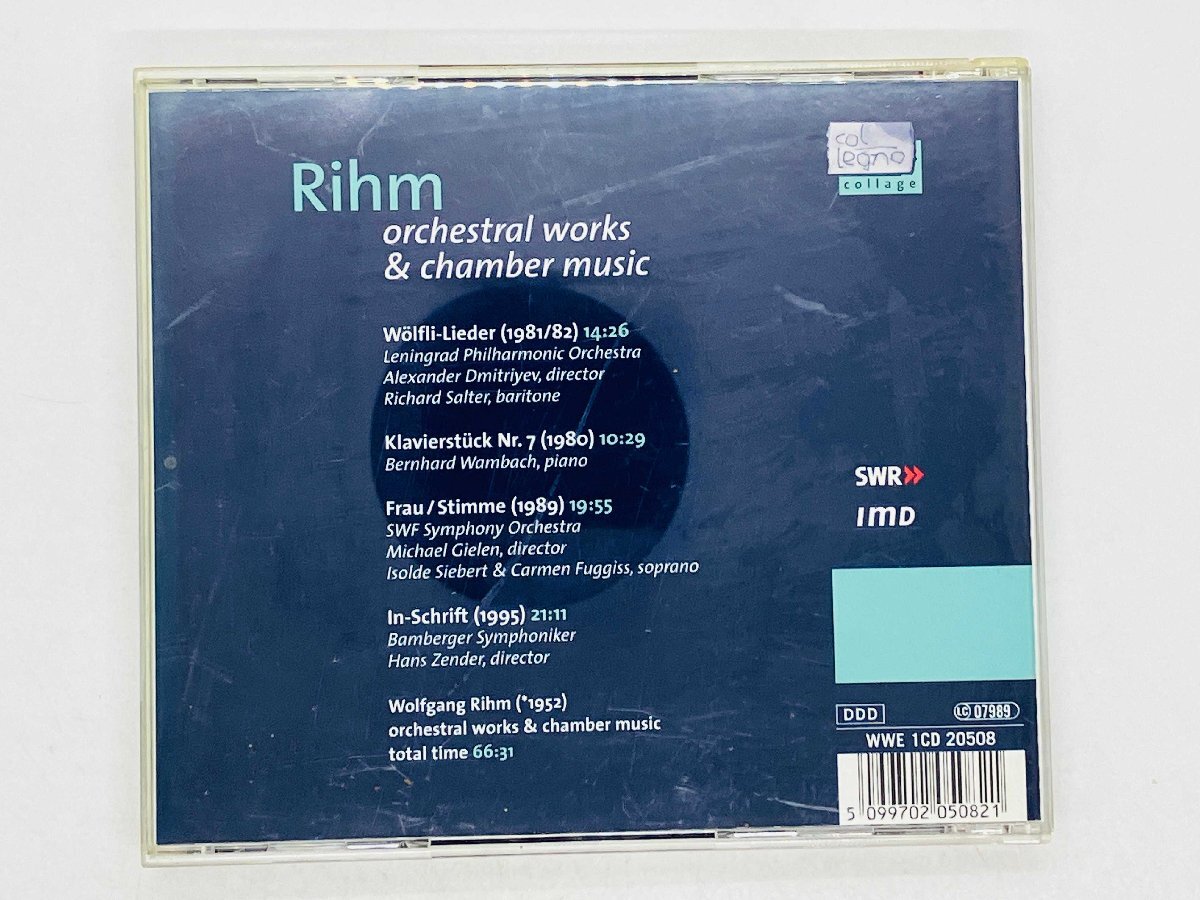 Rihm
orchestral works
& chamber music
col
legno
collage
Wölfli-Lieder (1981/82) 14:26
Leningrad Philharmonic Orchestra
Alexander Dmitriyev, director
Richard Salter, baritone
Klavierstück Nr. 7 (1980) 10:29
Bernhard Wambach, piano
Frau/Stimme (1989) 19:55
SWF Symphony Orchestra
Michael Gielen, director
Isolde Siebert & Carmen Fuggiss, soprano
In-Schrift (1995) 21:11
Bamberger Symphoniker
Hans Zender, director
Wolfgang Rihm (*1952)
orchestral works & chamber music
total time 66:31
SWR
IMD
DDD
LC 07989
WWE 1CD 20508
5 099702 050821